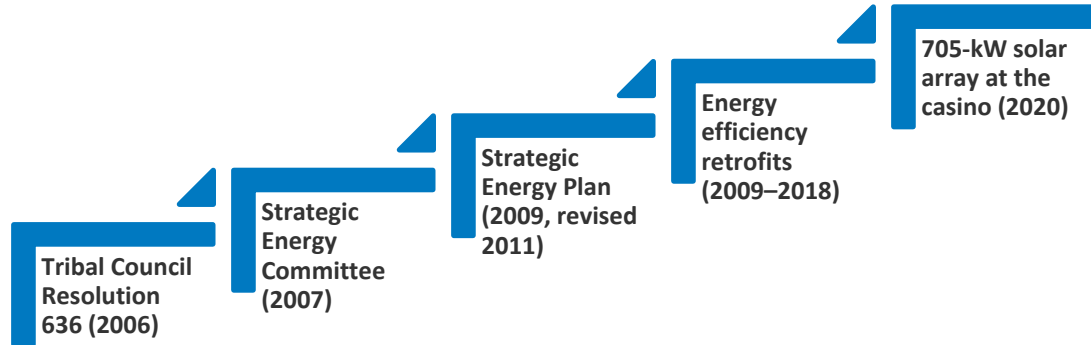 Tribal Council
Resolution
636 (2006)
Strategic
Energy
Committee
(2007)
Strategic
Energy Plan
(2009, revised
2011)
Energy
efficiency
retrofits
(2009–2018)
705-kW solar
array at the
casino (2020)